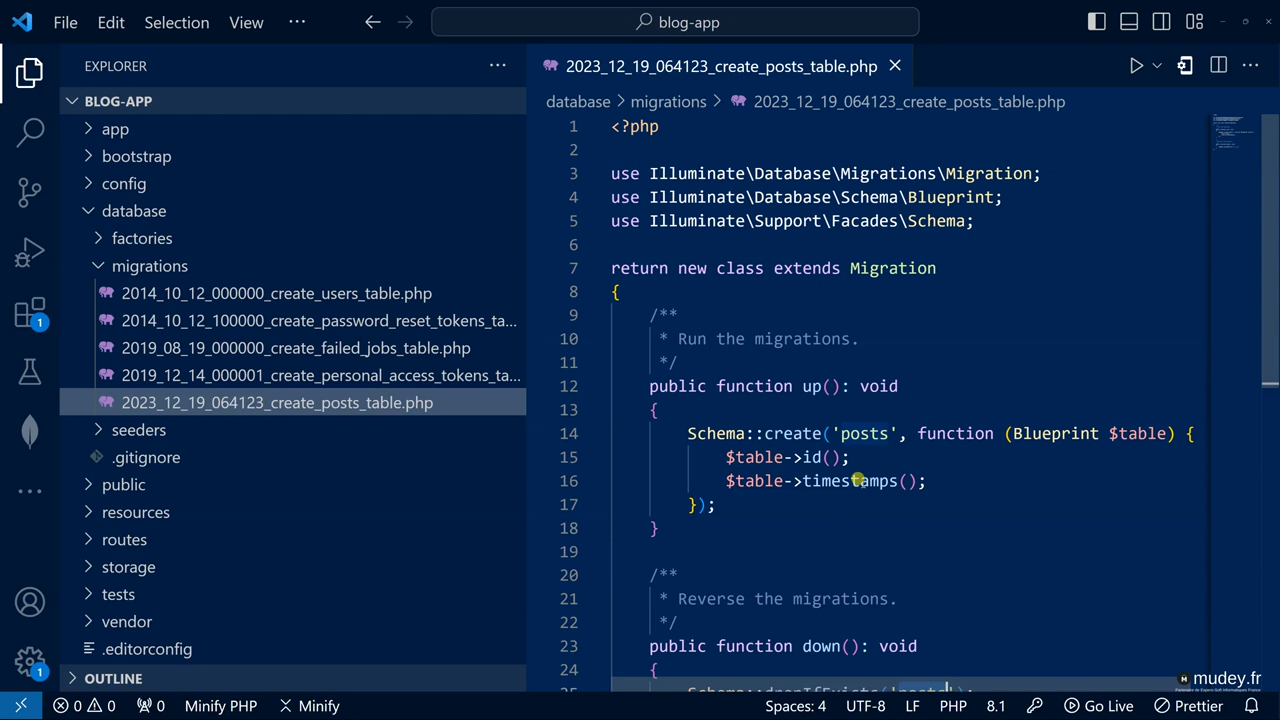 File Edit Selection View ··· blog-app
EXPLORER ···
BLOG-APP
app
bootstrap
config
database
factories
migrations
2014_10_12_000000_create_users_table.php
2014_10_12_100000_create_password_reset_tokens_ta...
2019_08_19_000000_create_failed_jobs_table.php
2019_12_14_000001_create_personal_access_tokens_ta...
2023_12_19_064123_create_posts_table.php
seeders
.gitignore
public
resources
routes
storage
tests
vendor
.editorconfig
OUTLINE
1
1
2023_12_19_064123_create_posts_table.php
database > migrations > 2023_12_19_064123_create_posts_table.php
1 <?php
2
3 use Illuminate\Database\Migrations\Migration;
4 use Illuminate\Database\Schema\Blueprint;
5 use Illuminate\Support\Facades\Schema;
6
7 return new class extends Migration
8 {
9 /**
10 * Run the migrations.
11 */
12 public function up(): void
13 {
14 Schema::create('posts', function (Blueprint $table) {
15 $table->id();
16 $table->timestamps();
17 });
18 }
19
20 /**
21 * Reverse the migrations.
22 */
23 public function down(): void
24 {
25 Schema::dropIfExists('posts');
mudey.fr
0 0 0 Minify PHP Minify Spaces: 4 UTF-8 LF PHP 8.1 Go Live Prettier